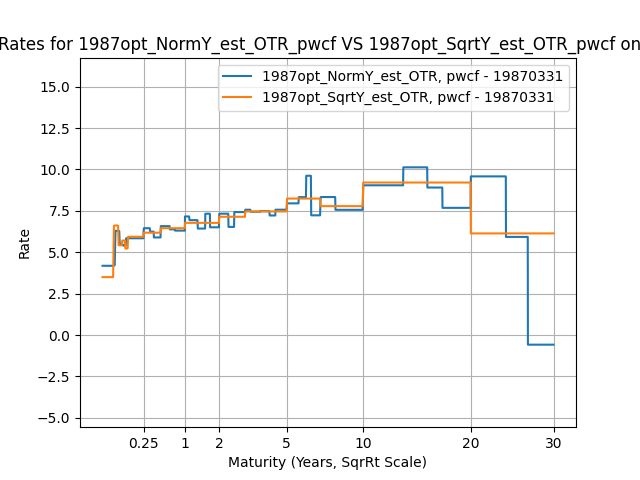 Rates for 1987opt_NormY_est_OTR_pwcf VS 1987opt_SqrtY_est_OTR_pwcf on
1987opt_NormY_est_OTR, pwcf - 19870331
1987opt_SqrtY_est_OTR, pwcf - 19870331
15.0
12.5
10.0
7.5
5.0
2.5
0.0
−2.5
−5.0
Rate
0.25 1 2 5 10 20 30
Maturity (Years, SqrRt Scale)